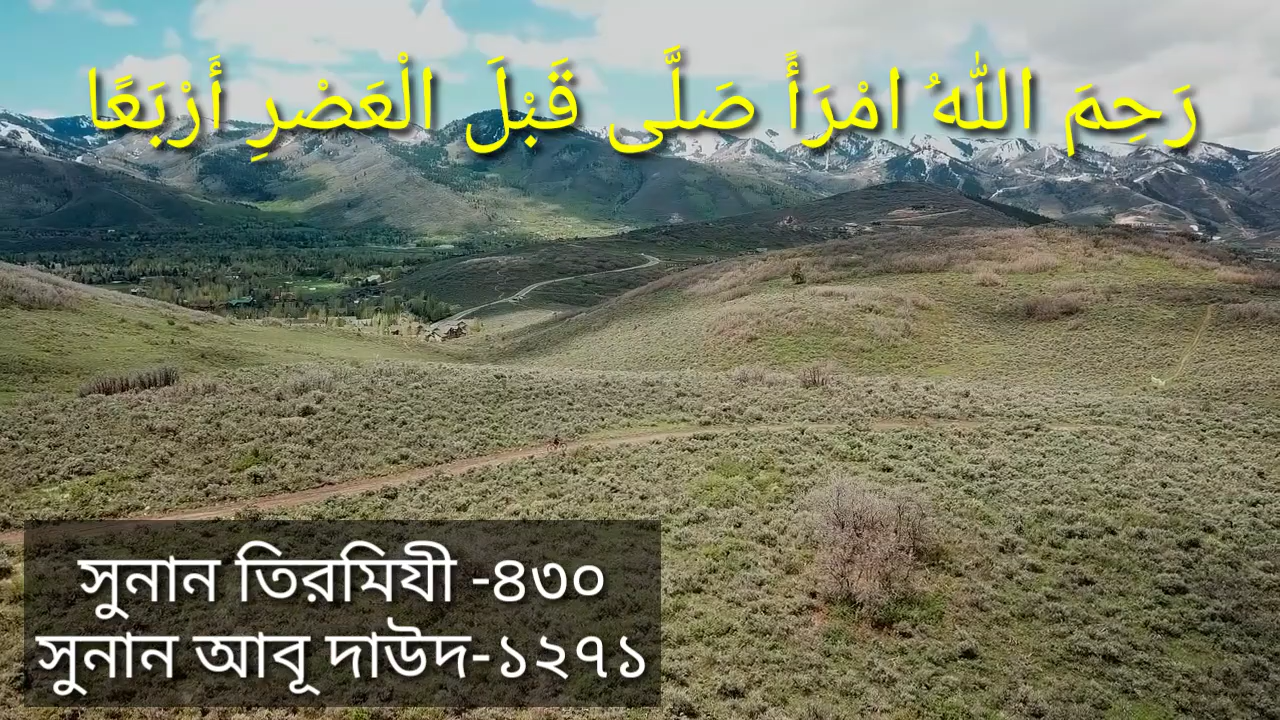 رَحِمَ اللَّهُ امْرَأً صَلَّى قَبْلَ الْعَصْرِ أَرْبَعًا
সুনান তিরমিযী -৪৩০
সুনান আবূ দাউদ-১২৭১